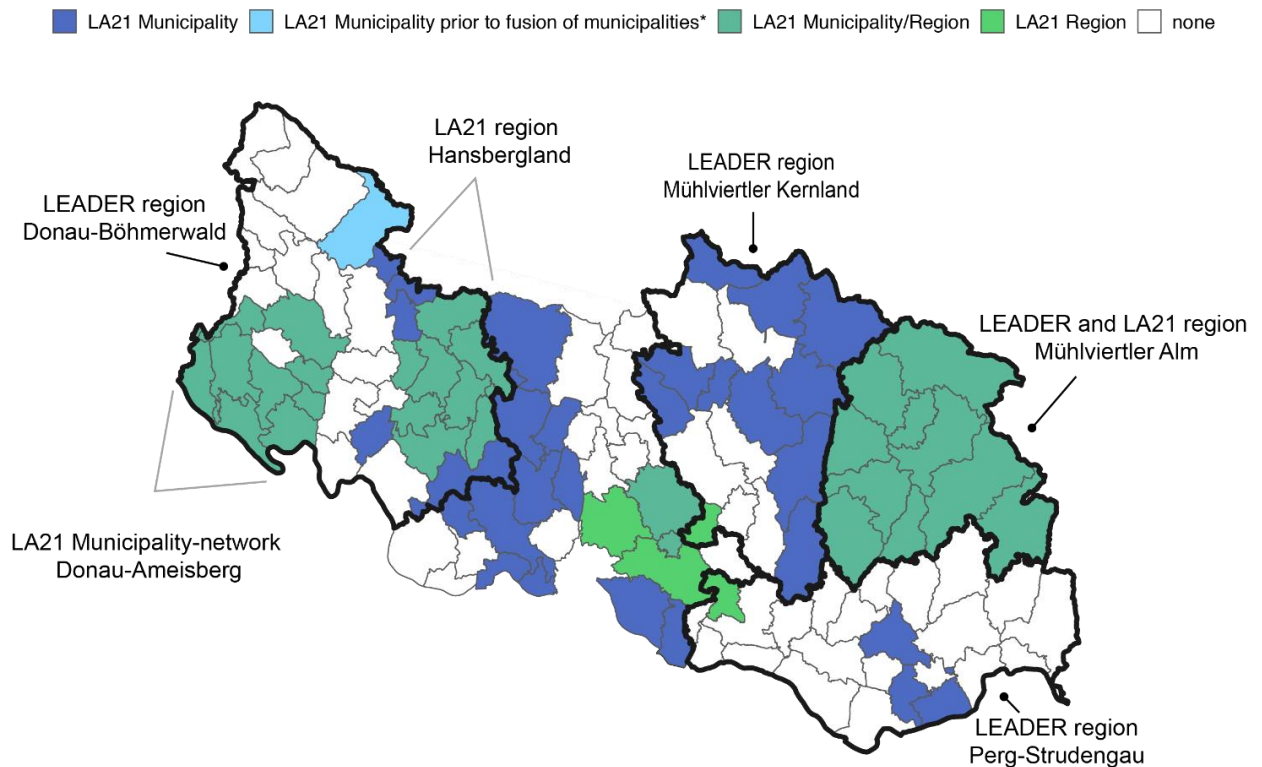 LA21 Municipality LA21 Municipality prior to fusion of municipalities* LA21 Municipality/Region LA21 Region none
LA21 region
Hansbergland
LEADER region
Mühlviertler Kernland
LEADER region
Donau-Böhmerwald
LEADER and LA21 region
Mühlviertler Alm
LA21 Municipality-network
Donau-Ameisberg
LEADER region
Perg-Strudengau